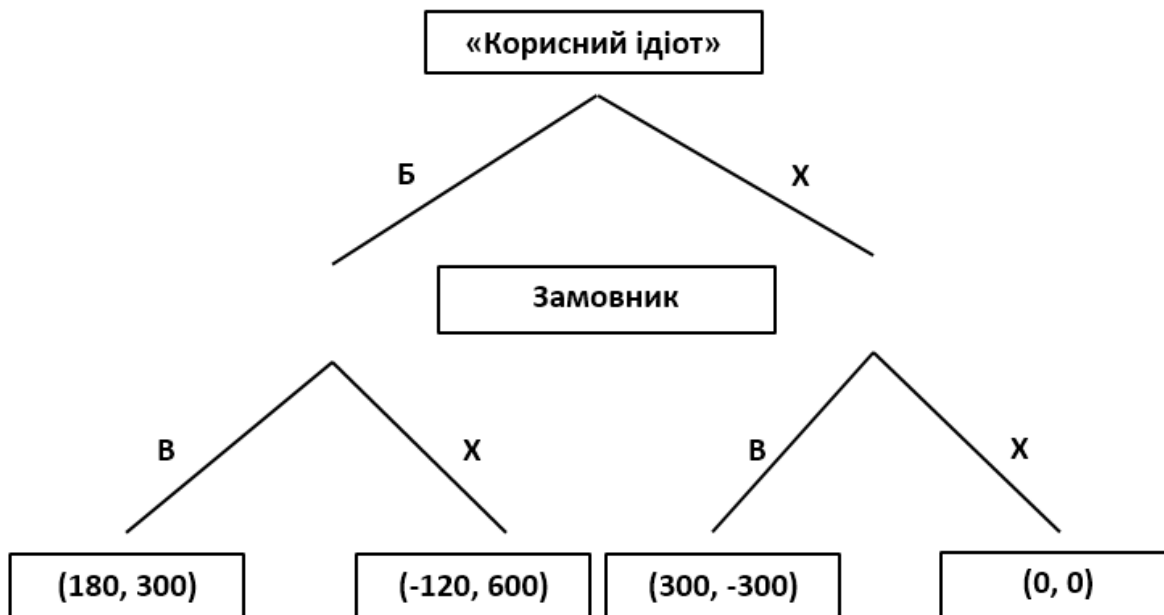 «Корисний ідіот»
Б
Х
Замовник
В
Х
В
Х
(180, 300)
(-120, 600)
(300, -300)
(0, 0)